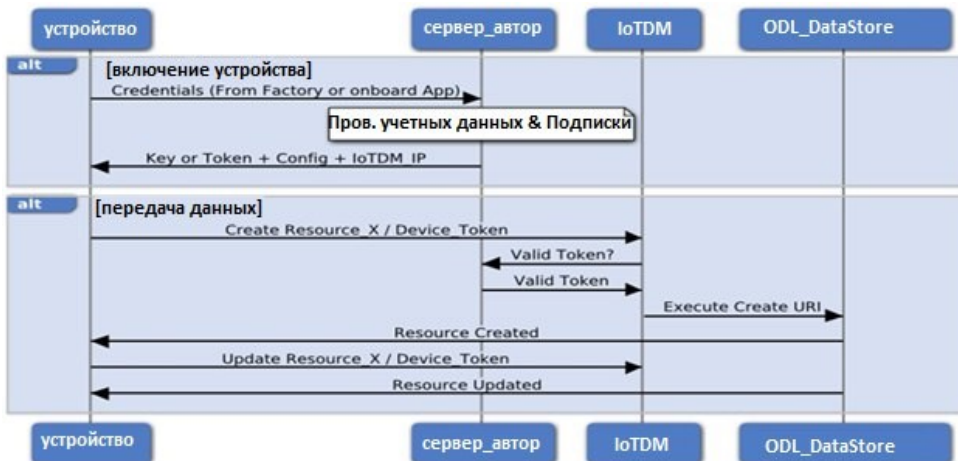 устройство
сервер_автор
IoTDM
ODL_DataStore
alt
[включение устройства]
Credentials (From Factory or onboard App)
Пров. учетных данных & Подписки
Key or Token + Config + IoTDM_IP
alt
[передача данных]
Create Resource_X / Device_Token
Valid Token?
Valid Token
Execute Create URI
Resource Created
Update Resource_X / Device_Token
Resource Updated
устройство
сервер_автор
IoTDM
ODL_DataStore